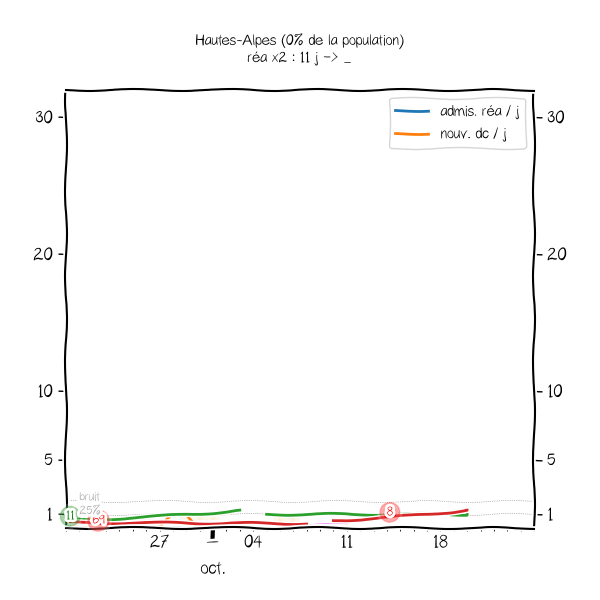 Hautes-Alpes (0% de la population)
réa x2 : 11 j -> _
admis. réa / j
nouv. dc / j
30
30
20
20
10
10
5
5
_ bruit
25%
1
11
8
1
27
04
11
18
oct.